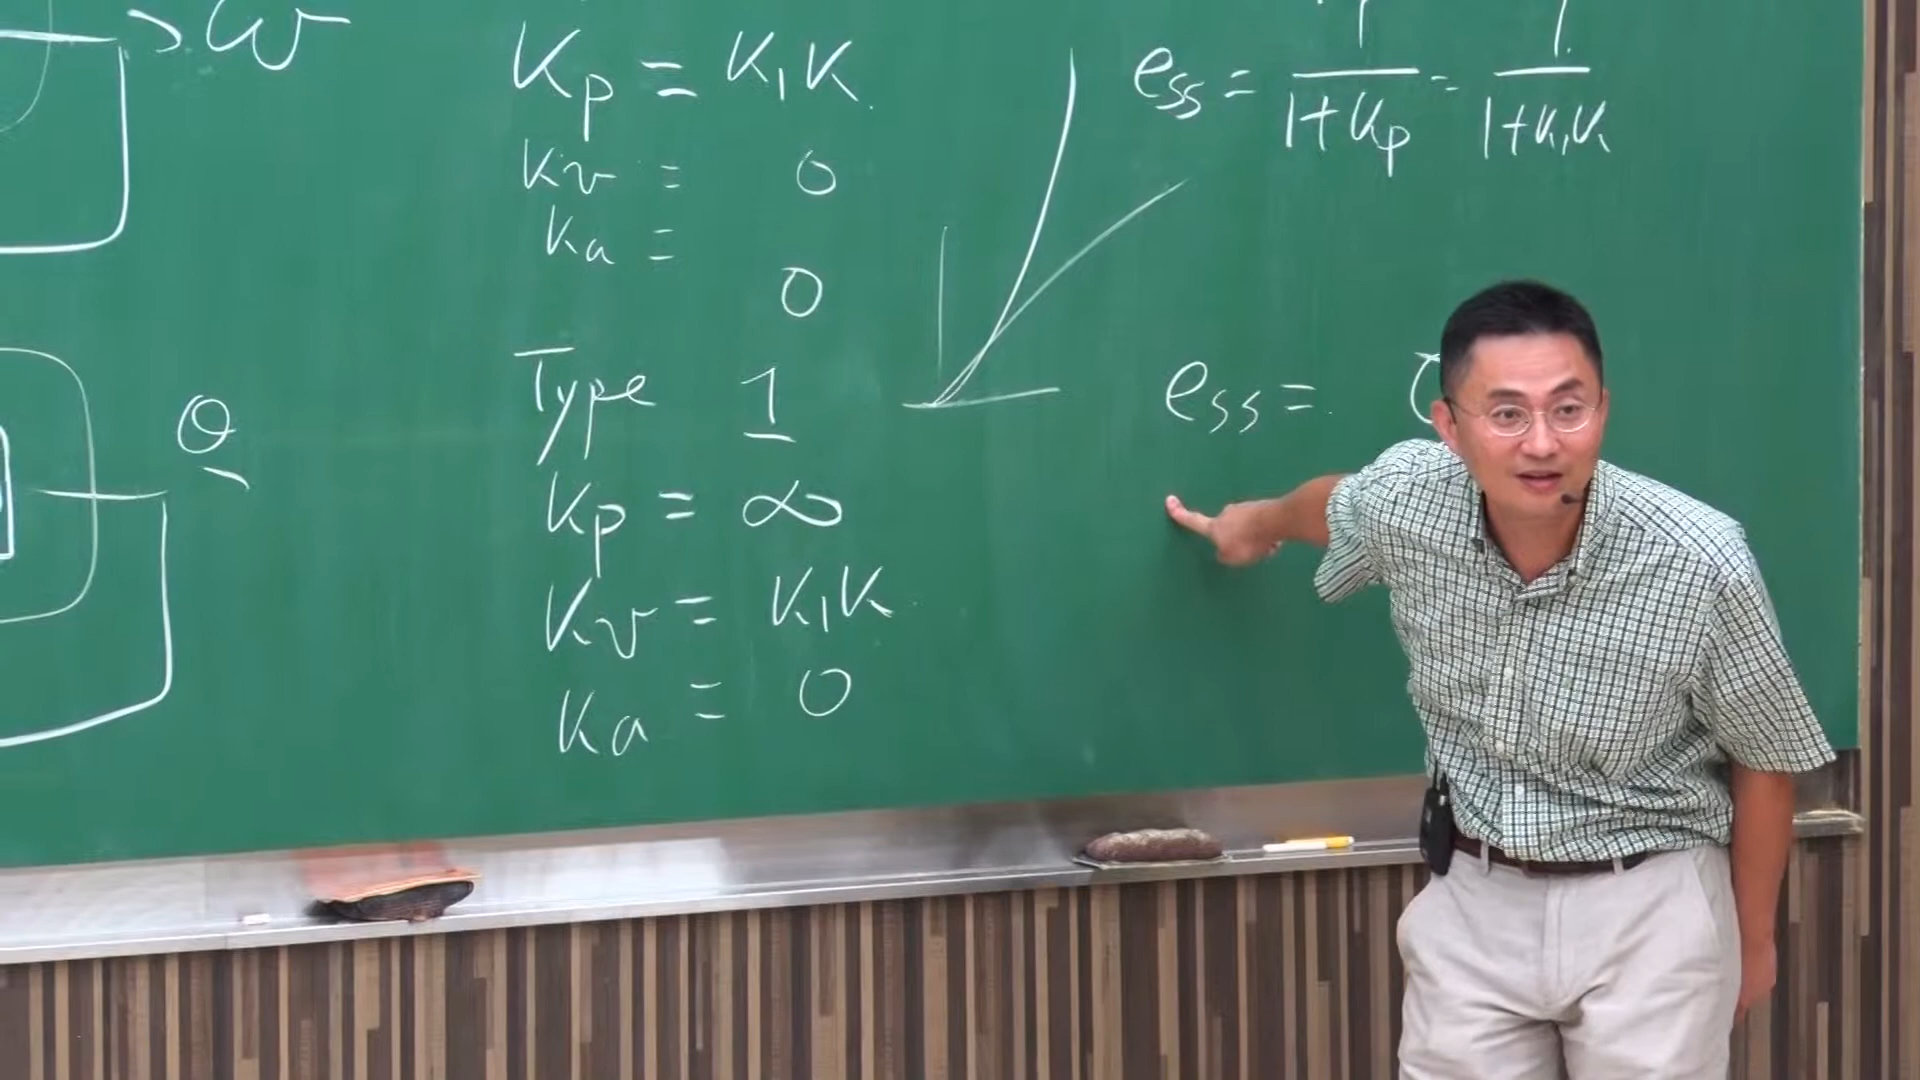 ω
Kp = K₁K
Kv = 0
Ka = 0
ess = 1/(1+Kp) = 1/(1+K₁K)
Type 1
θ
ess =
Kp = ∞
Kv = K₁K
Ka = 0